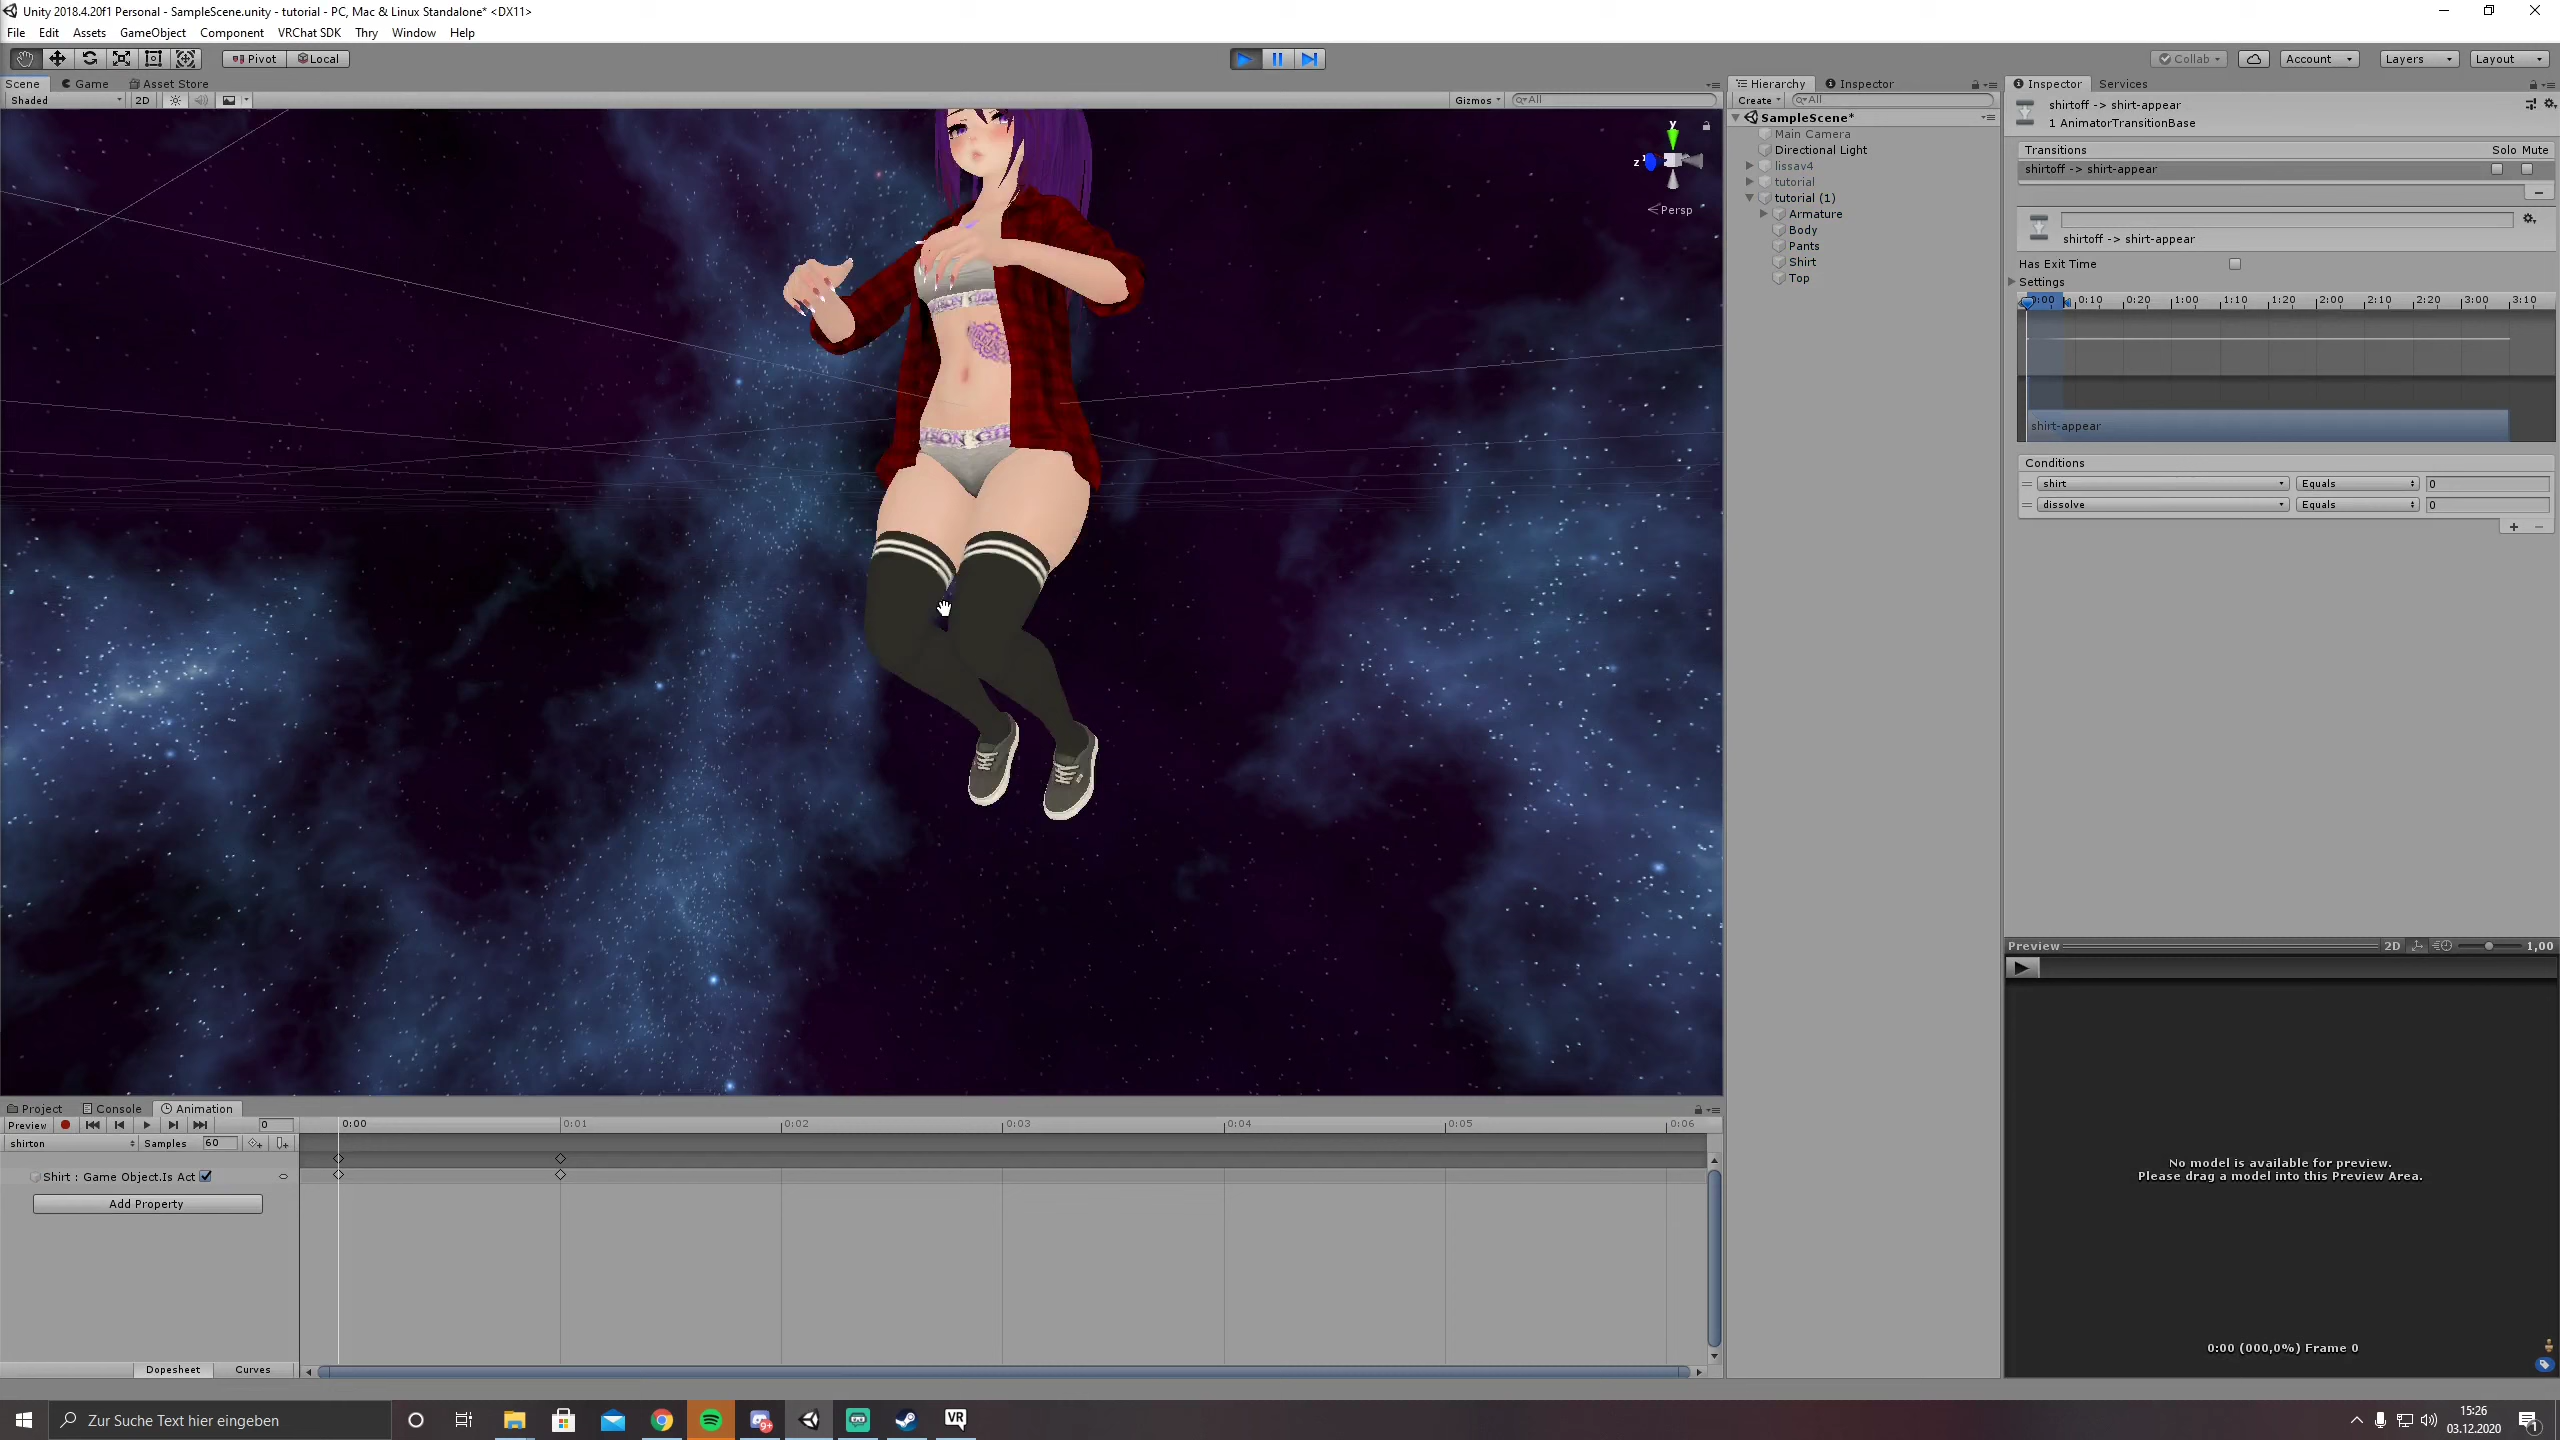 Unity 2018.4.20f1 Personal - SampleScene.unity - tutorial - PC, Mac & Linux Standalone* <DX11>
File Edit Assets GameObject Component VRChat SDK Thry Window Help
Pivot Local
Collab Account Layers Layout
Scene Game Asset Store
Shaded 2D Gizmos All
y
z
Persp
Hierarchy Inspector
Create All
SampleScene*
Main Camera
Directional Light
lissav4
tutorial
tutorial (1)
Armature
Body
Pants
Shirt
Top
Inspector Services
shirtoff -> shirt-appear
1 AnimatorTransitionBase
Transitions Solo Mute
shirtoff -> shirt-appear
shirtoff -> shirt-appear
Has Exit Time
Settings
0:00 0:10 0:20 1:00 1:10 1:20 2:00 2:10 2:20 3:00 3:10
shirt-appear
Conditions
shirt Equals 0
dissolve Equals 0
Preview 2D 1,00
No model is available for preview.
Please drag a model into this Preview Area.
0:00 (000,0%) Frame 0
Project Console Animation
Preview 0 0:00 0:01 0:02 0:03 0:04 0:05 0:06
shirton Samples 60
Shirt : Game Object.Is Act
Add Property
Dopesheet Curves
Zur Suche Text hier eingeben
9+
VR
15:26
03.12.2020
1